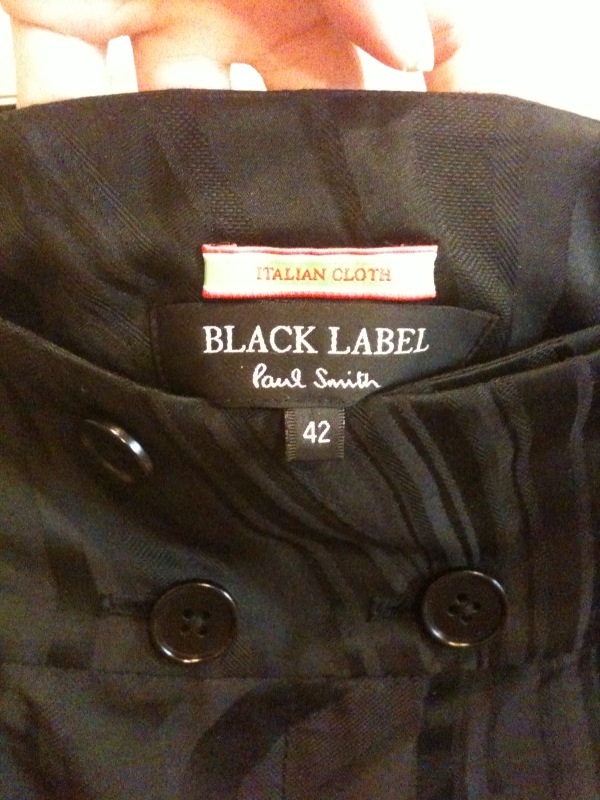 ITALIAN CLOTH
BLACK LABEL
Paul Smith
42